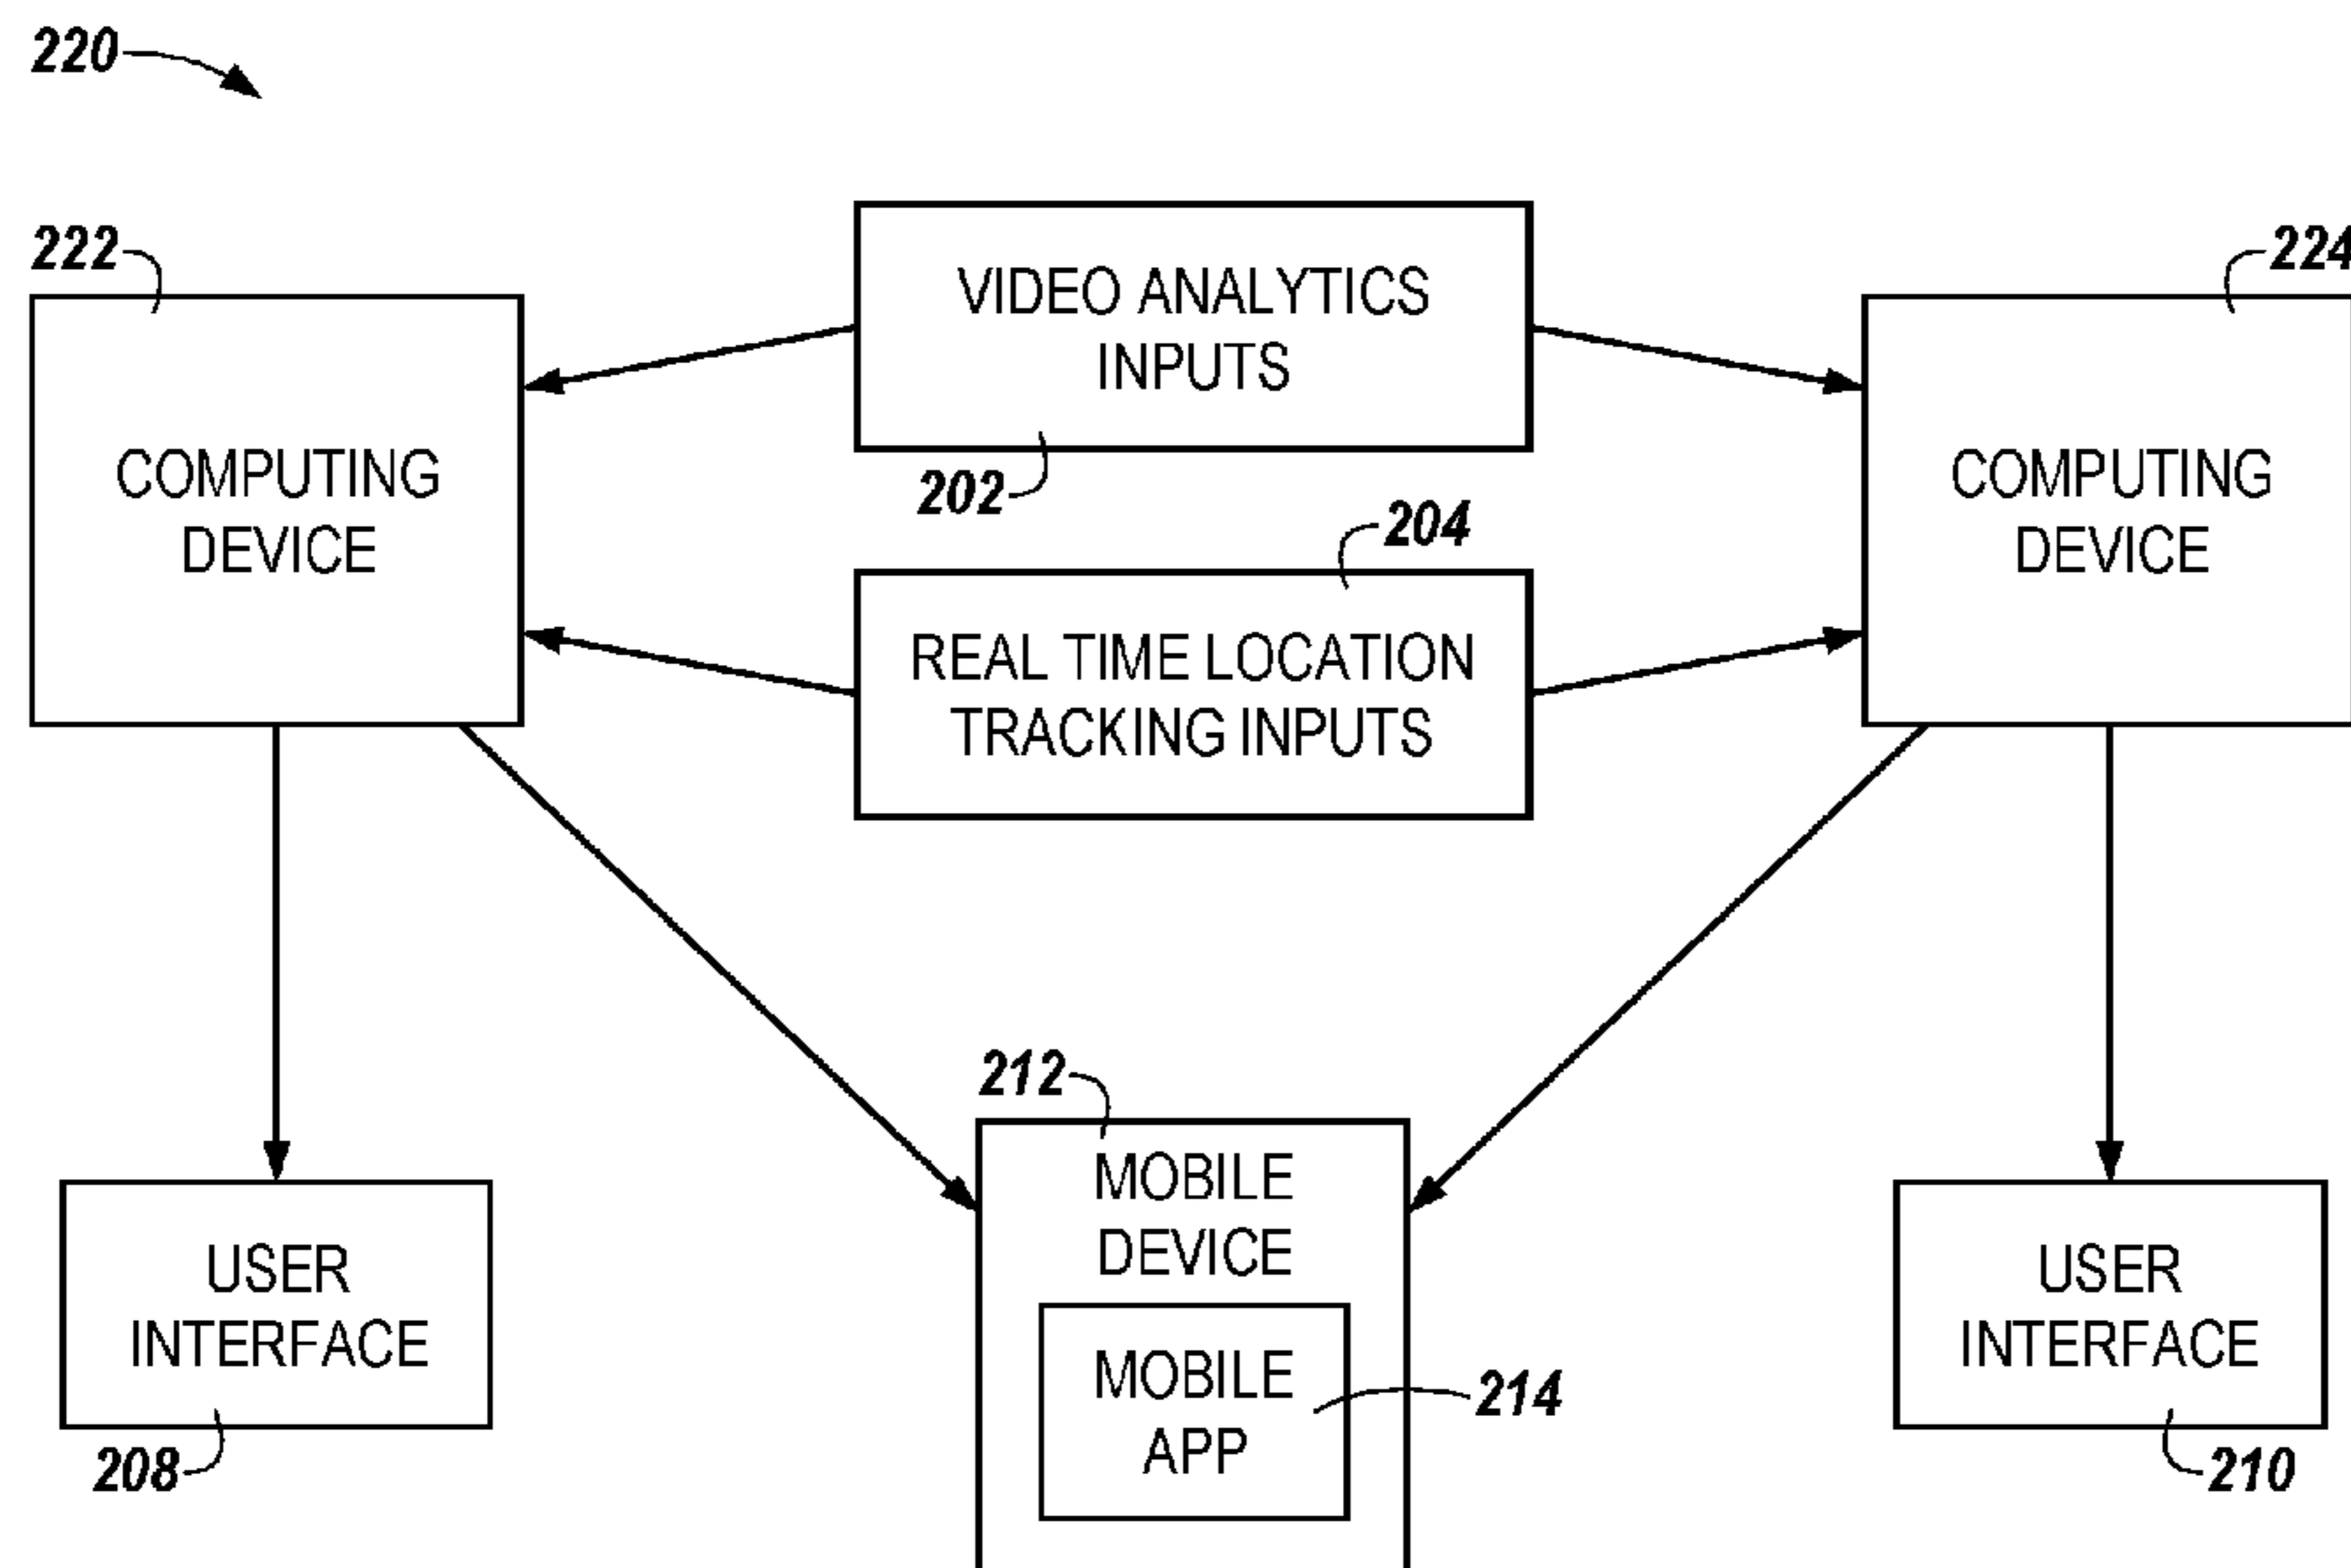 220
222
VIDEO ANALYTICS
INPUTS
224
COMPUTING
DEVICE
202
COMPUTING
DEVICE
204
REAL TIME LOCATION
TRACKING INPUTS
212
MOBILE
DEVICE
USER
INTERFACE
208
MOBILE
APP
214
USER
INTERFACE
210